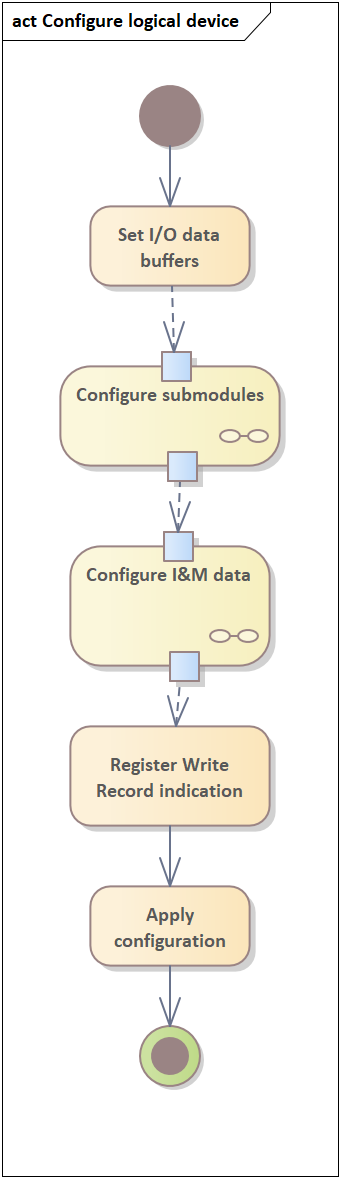 act Configure logical device
Set I/O data
buffers
Configure submodules
Configure I&M data
Register Write
Record indication
Apply
configuration